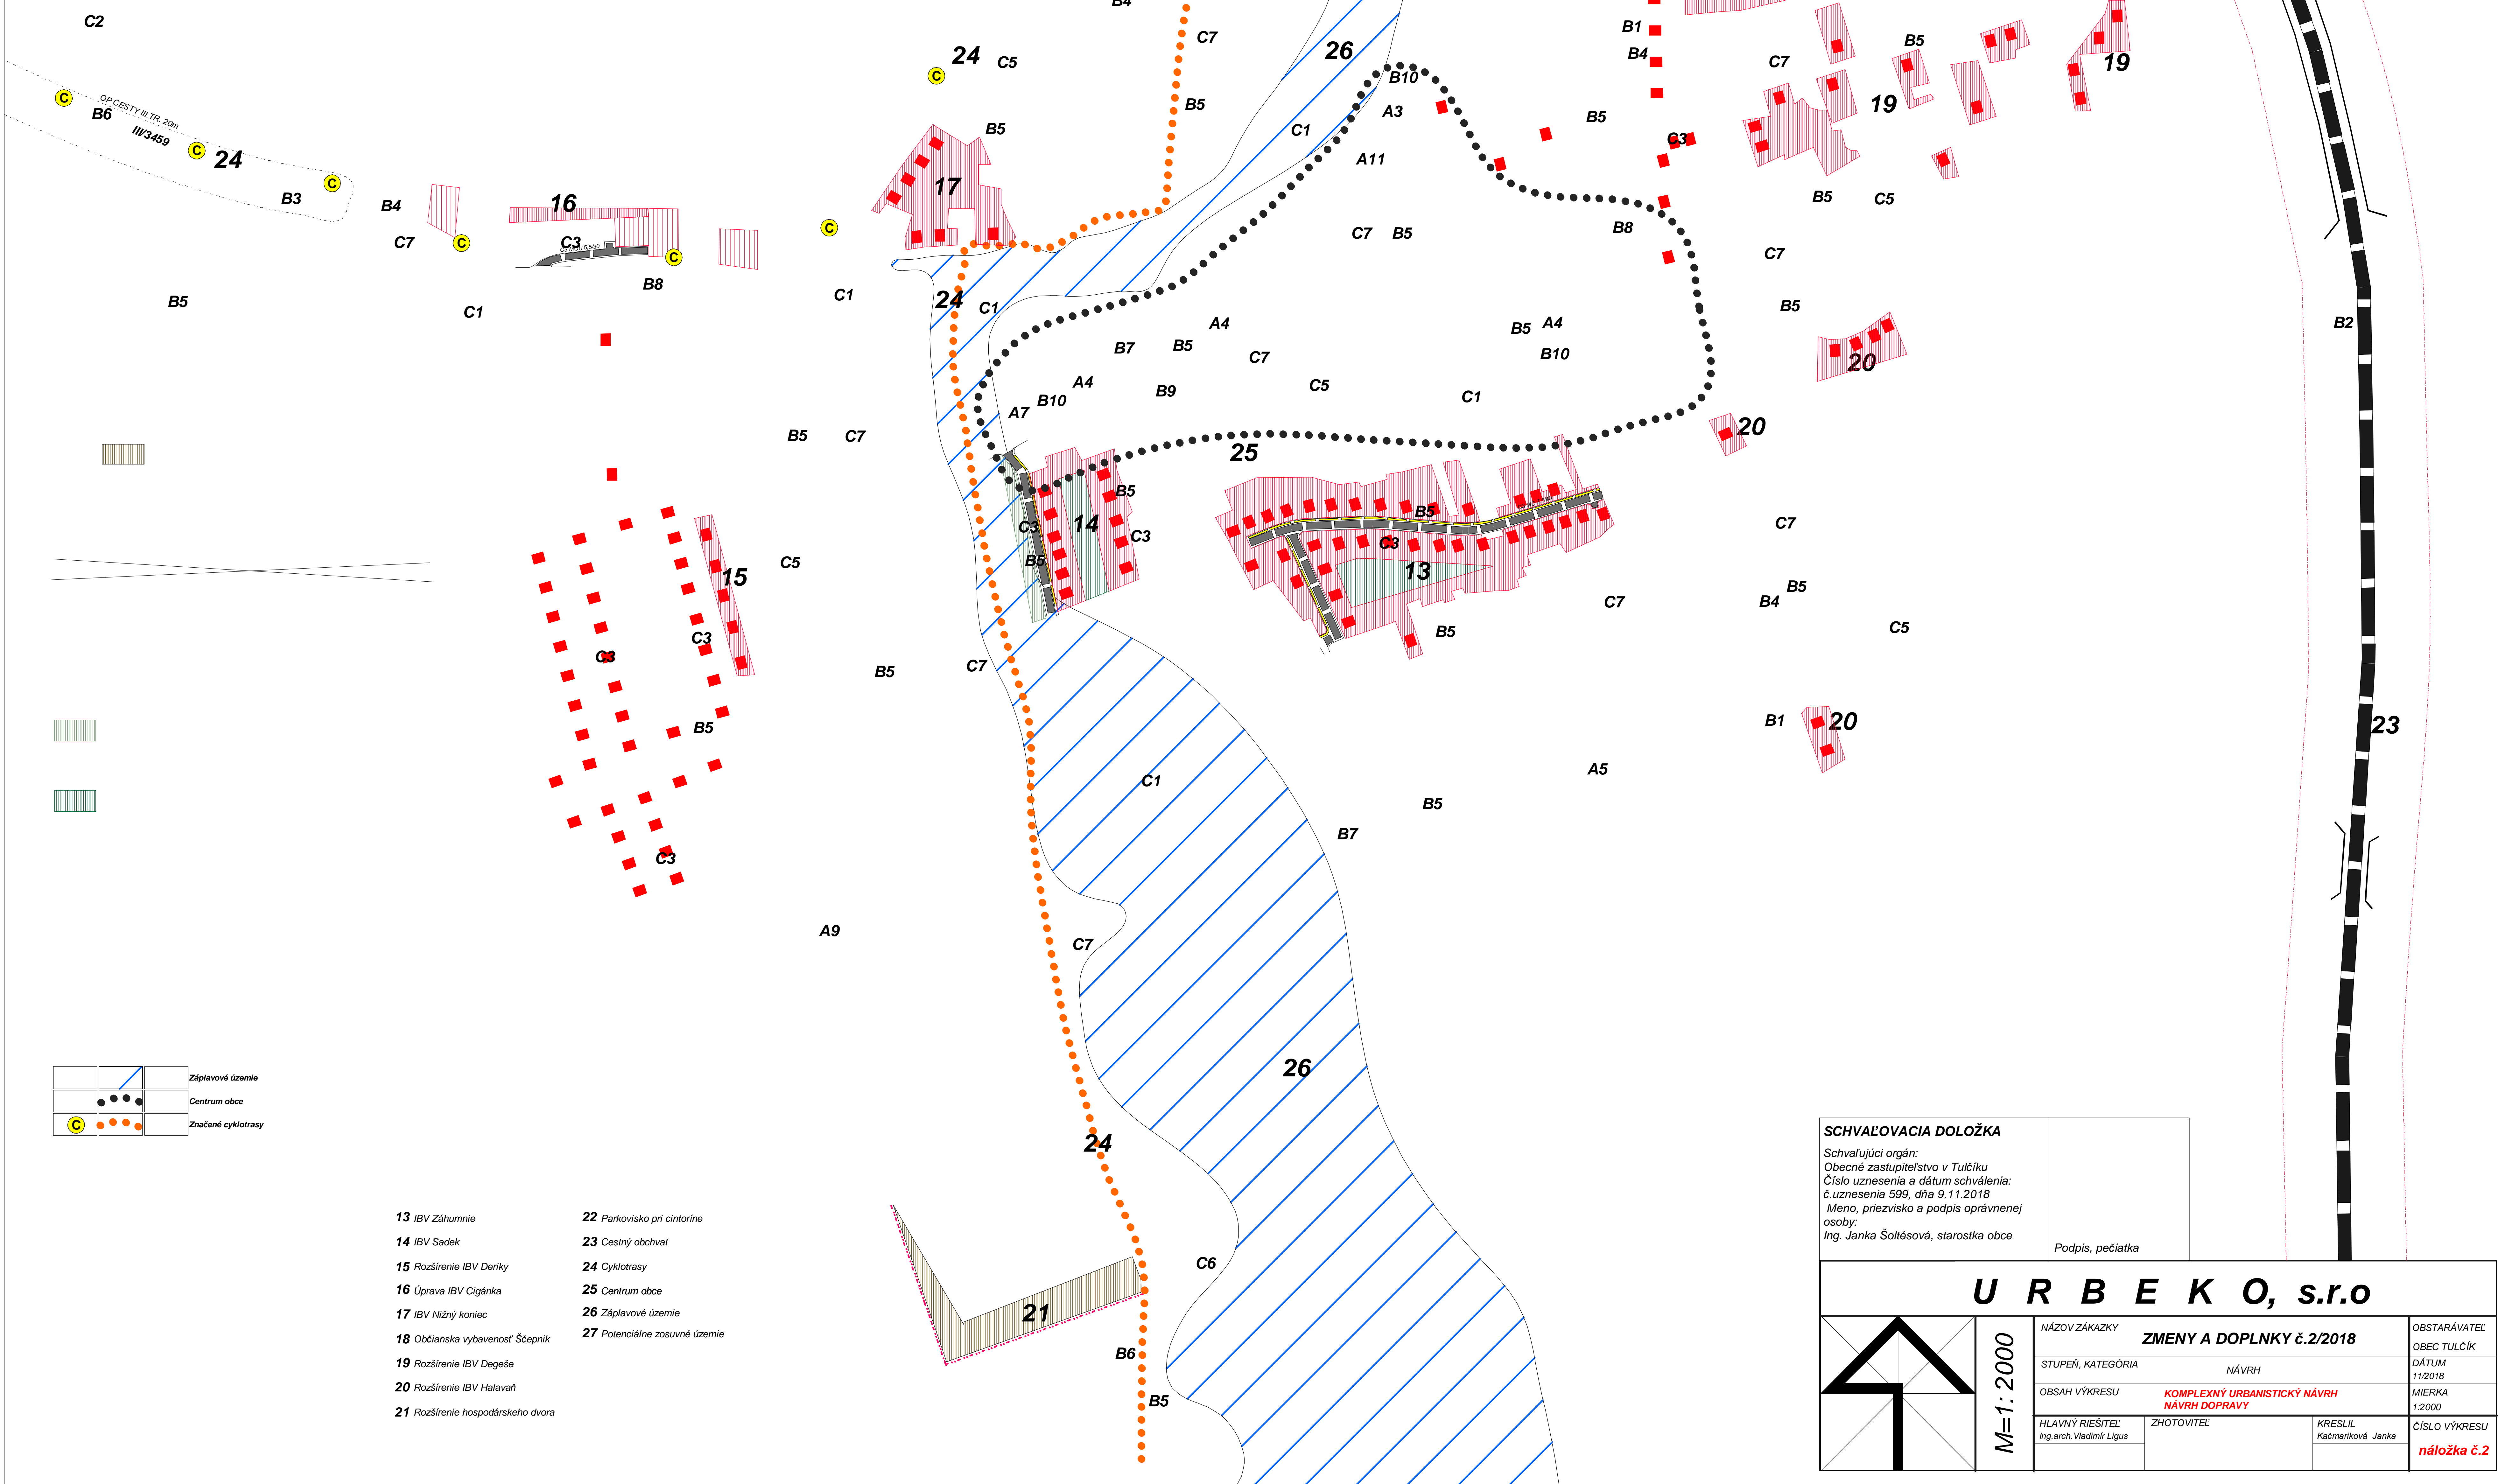 C2
B4
C7
24
C5
C
26
B10
B1
B4
C7
B5
19
19
C
OP CESTY III.TR. 20m
B6
III/3459
C
24
B5
B5
C1
A3
B5
C3
A11
C
B3
B4
C7
C
16
C3
C
B8
17
C
C7
B5
B8
B5
C5
C7
B5
C1
C1
24
C1
A4
B7
B5
C7
B5
A4
B10
B5
B2
20
A4
B10
B9
C5
C1
A7
B5
C7
25
20
B5
14
C3
C3
B5
B5
C3
13
C7
15
C5
C7
B5
B4
C5
C3
C3
B5
C7
B5
B5
B1
20
23
C1
A5
B5
B7
C3
A9
C7
26
Záplavové územie
Centrum obce
C
Značené cyklotrasy
24
C6
21
B6
B5
13 IBV Záhumnie
14 IBV Sadek
15 Rozšírenie IBV Deriky
16 Úprava IBV Cigánka
17 IBV Nižný koniec
18 Občianska vybavenosť Ščepnik
19 Rozšírenie IBV Degeše
20 Rozšírenie IBV Halavaň
21 Rozšírenie hospodárskeho dvora
22 Parkovisko pri cintoríne
23 Cestný obchvat
24 Cyklotrasy
25 Centrum obce
26 Záplavové územie
27 Potenciálne zosuvné územie
SCHVAĽOVACIA DOLOŽKA
Schvaľujúci orgán:
Obecné zastupiteľstvo v Tulčíku
Číslo uznesenia a dátum schválenia:
č.uznesenia 599, dňa 9.11.2018
Meno, priezvisko a podpis oprávnenej
osoby:
Ing. Janka Šoltésová, starostka obce
Podpis, pečiatka
U R B E K O, s.r.o
M=1: 2000
NÁZOV ZÁKAZKY
ZMENY A DOPLNKY č.2/2018
OBSTARÁVATEĽ
OBEC TULČÍK
STUPEŇ, KATEGÓRIA
NÁVRH
DÁTUM
11/2018
OBSAH VÝKRESU
KOMPLEXNÝ URBANISTICKÝ NÁVRH
NÁVRH DOPRAVY
MIERKA
1:2000
HLAVNÝ RIEŠITEĽ
Ing.arch.Vladimír Ligus
ZHOTOVITEĽ
KRESLIL
Kačmariková Janka
ČÍSLO VÝKRESU
náložka č.2